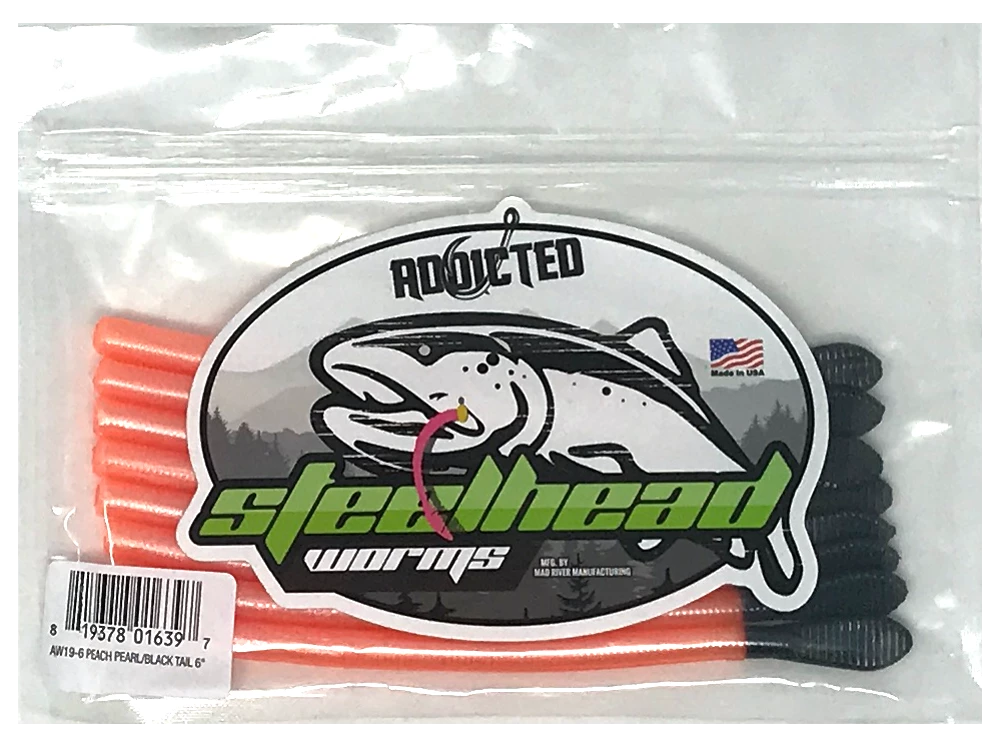 ADDICTED
Made In USA
steelhead
worms
MFG. BY
MAD RIVER MANUFACTURING
8 19378 01639 7
AW19-6 PEACH PEARL/BLACK TAIL 6"